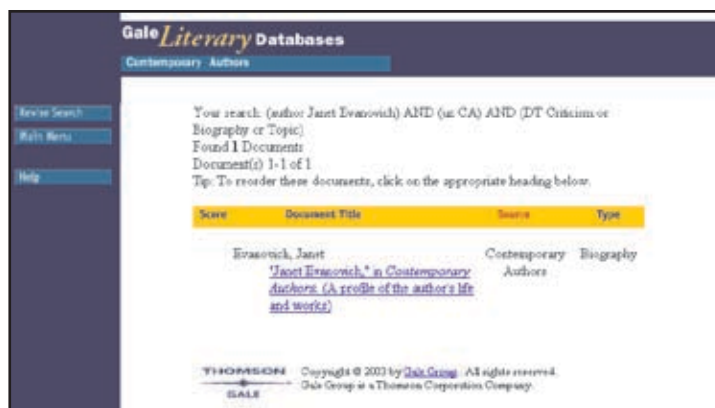 Gale Literary Databases
Contemporary Authors
Revise Search
Main Menu
Help
Your search: (author Janet Evanovich) AND (uc CA) AND (DT Criticism or
Biography or Topic)
Found 1 Documents
Document(s) 1-1 of 1
Tip: To reorder these documents, click on the appropriate heading below.
Score Document Title Source Type
Evanovich, Janet Contemporary Biography
"Janet Evanovich," in Contemporary Authors
Authors. (A profile of the author's life
and works)
THOMSON Copyright © 2003 by Gale Group. All rights reserved.
GALE Gale Group is a Thomson Corporation Company.